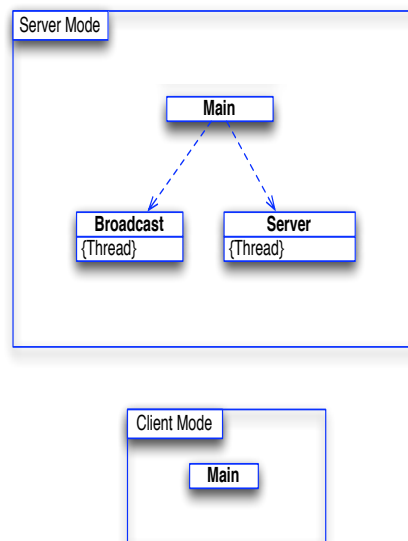 Server Mode
Main
Broadcast
{Thread}
Server
{Thread}
Client Mode
Main